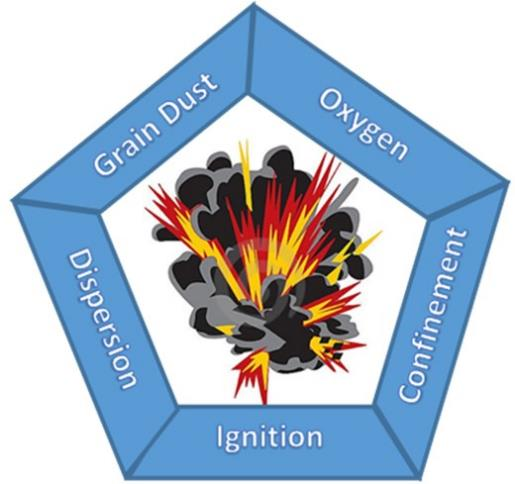 Grain Dust
Oxygen
Dispersion
Confinement
Ignition